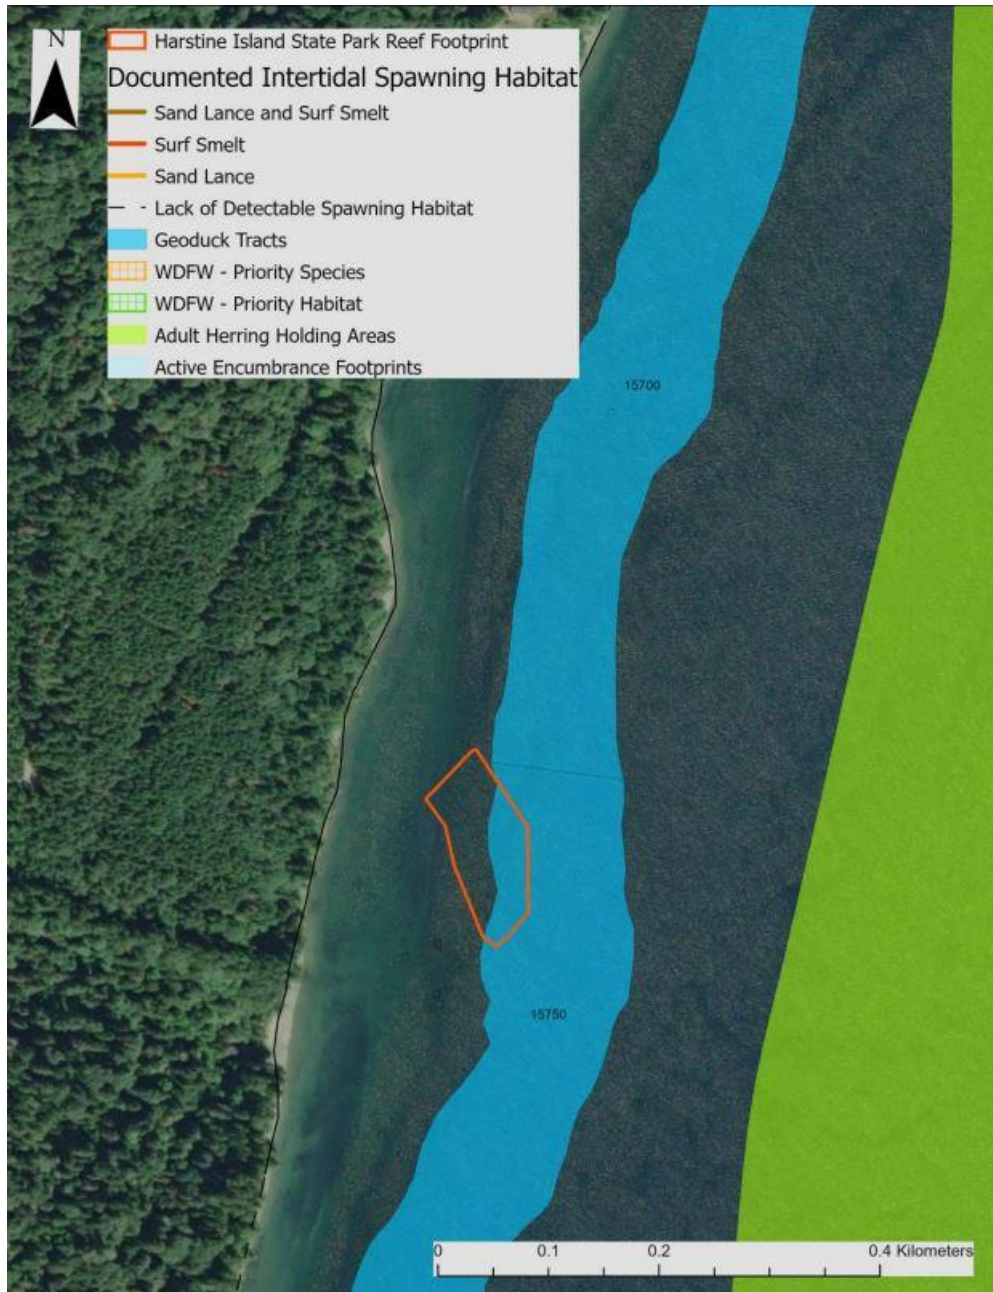 N
Harstine Island State Park Reef Footprint
Documented Intertidal Spawning Habitat
Sand Lance and Surf Smelt
Surf Smelt
Sand Lance
Lack of Detectable Spawning Habitat
Geoduck Tracts
WDFW - Priority Species
WDFW - Priority Habitat
Adult Herring Holding Areas
Active Encumbrance Footprints
15700
15750
0 0.1 0.2 0.4 Kilometers